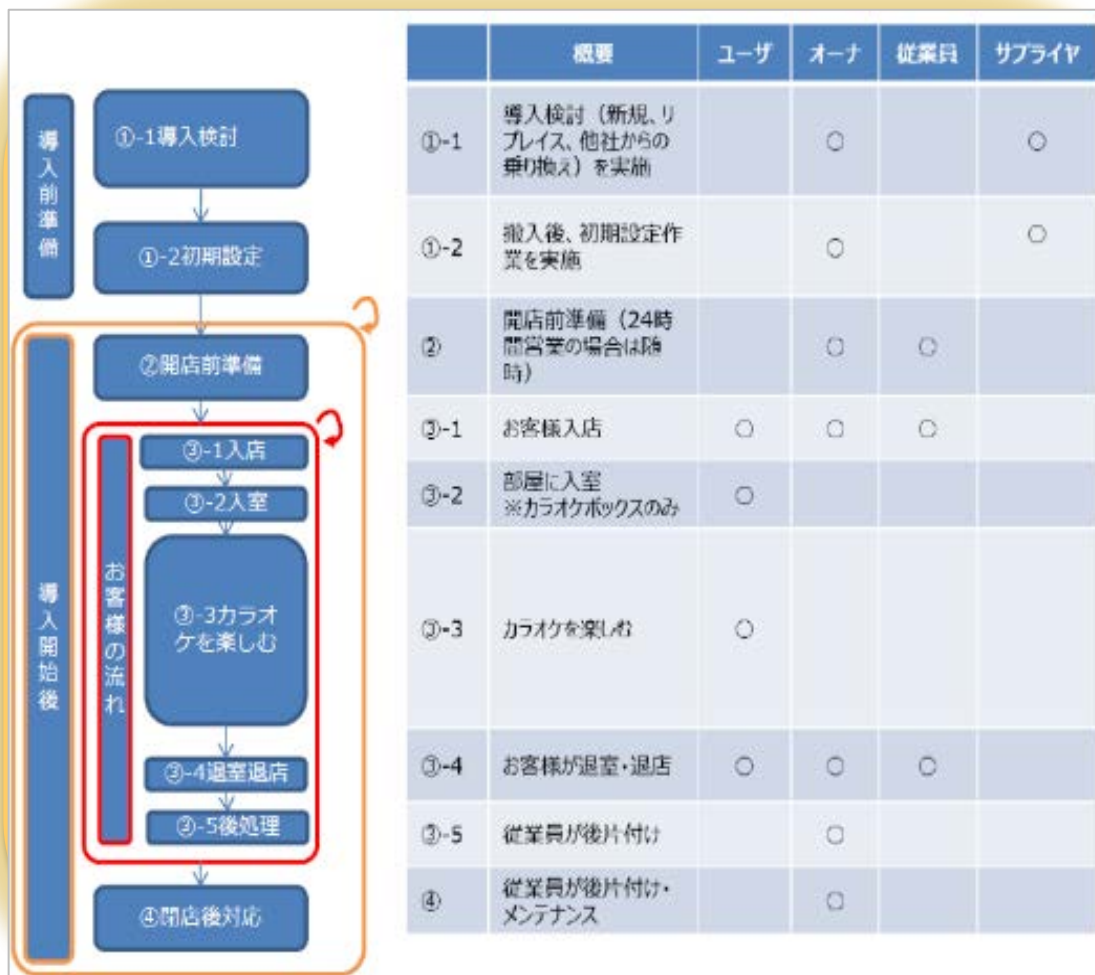 導入前準備
①-1導入検討
①-2初期設定
導入開始後
②開店前準備
お客様の流れ
③-1入店
③-2入室
③-3カラオ
ケを楽しむ
③-4退室退店
③-5後処理
④閉店後対応
概要 ユーザ オーナ 従業員 サプライヤ
①-1 導入検討（新規、リ
プレイス、他社からの
乗り換え）を実施 ○ ○
①-2 搬入後、初期設定作
業を実施 ○ ○
② 開店前準備（24時
間営業の場合は随
時） ○ ○
③-1 お客様入店 ○ ○ ○
③-2 部屋に入室
※カラオケボックスのみ ○
③-3 カラオケを楽しむ ○
③-4 お客様が退室・退店 ○ ○ ○
③-5 従業員が後片付け ○
④ 従業員が後片付け・
メンテナンス ○